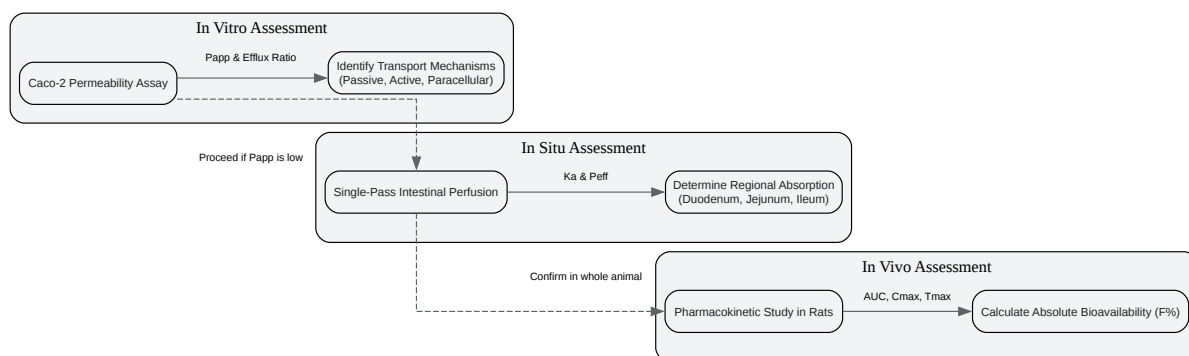 In Vitro Assessment
Papp & Efflux Ratio
Caco-2 Permeability Assay
Identify Transport Mechanisms
(Passive, Active, Paracellular)
Proceed if Papp is low
In Situ Assessment
Ka & Peff
Single-Pass Intestinal Perfusion
Determine Regional Absorption
(Duodenum, Jejunum, Ileum)
Confirm in whole animal
In Vivo Assessment
AUC, Cmax, Tmax
Pharmacokinetic Study in Rats
Calculate Absolute Bioavailability (F%)